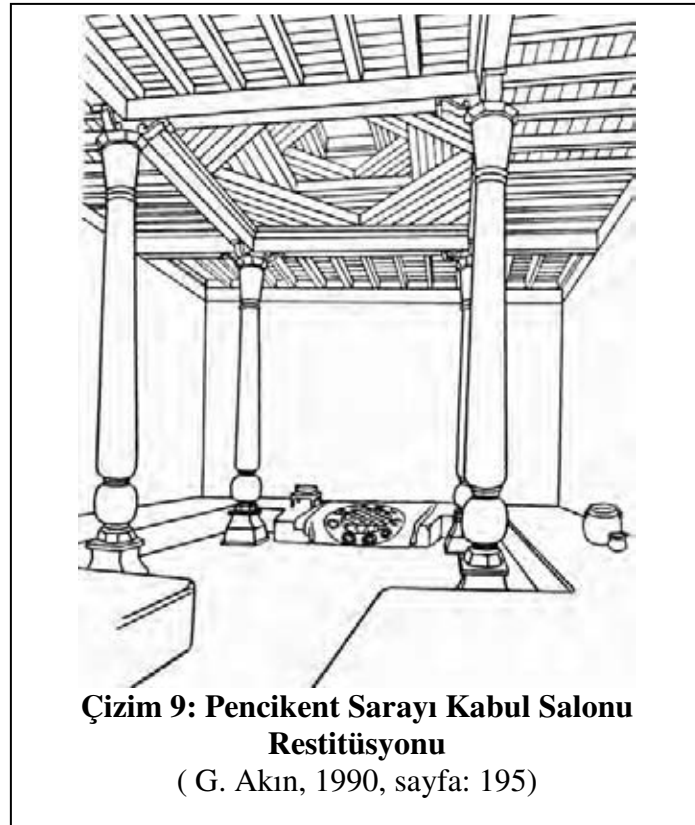 Çizim 9: Pencikent Sarayı Kabul Salonu
Restitüsyonu
( G. Akın, 1990, sayfa: 195)